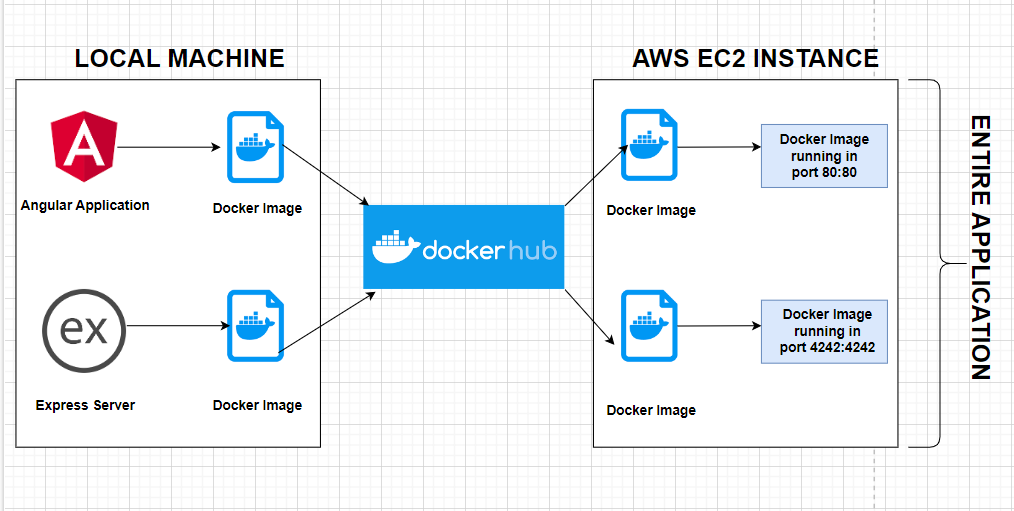 LOCAL MACHINE
AWS EC2 INSTANCE
Angular Application
Docker Image
ex
Express Server
Docker Image
docker hub
Docker Image
Docker Image
running in
port 80:80
Docker Image
Docker Image
running in
port 4242:4242
ENTIRE APPLICATION